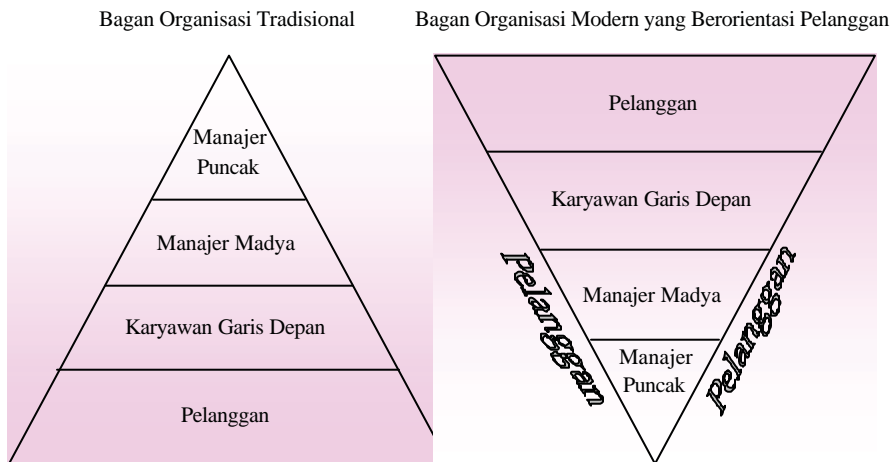 Bagan Organisasi Tradisional
Manajer
Puncak
Manajer Madya
Karyawan Garis Depan
Pelanggan
Bagan Organisasi Modern yang Berorientasi Pelanggan
Pelanggan
Karyawan Garis Depan
Manajer Madya
Manajer
Puncak
Pelanggan
Pelanggan